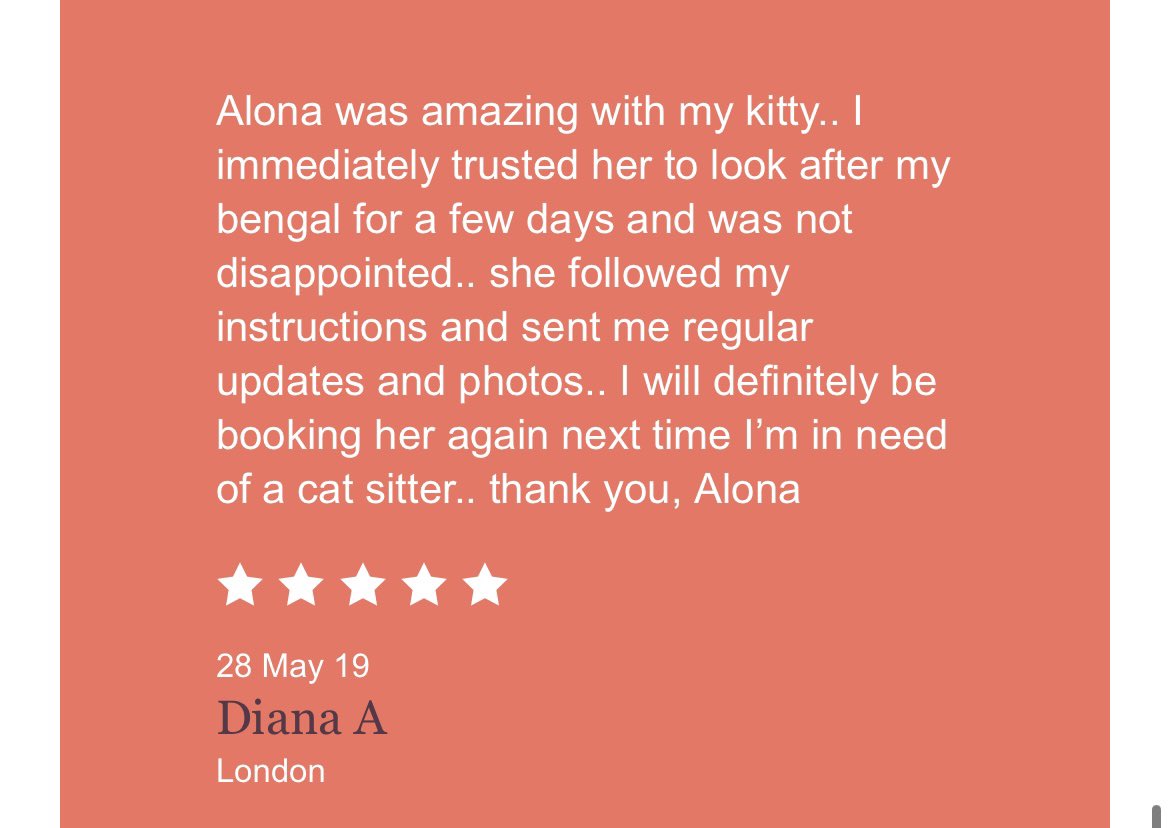 Alona was amazing with my kitty.. I
immediately trusted her to look after my
bengal for a few days and was not
disappointed.. she followed my
instructions and sent me regular
updates and photos.. I will definitely be
booking her again next time I’m in need
of a cat sitter.. thank you, Alona
28 May 19
Diana A
London